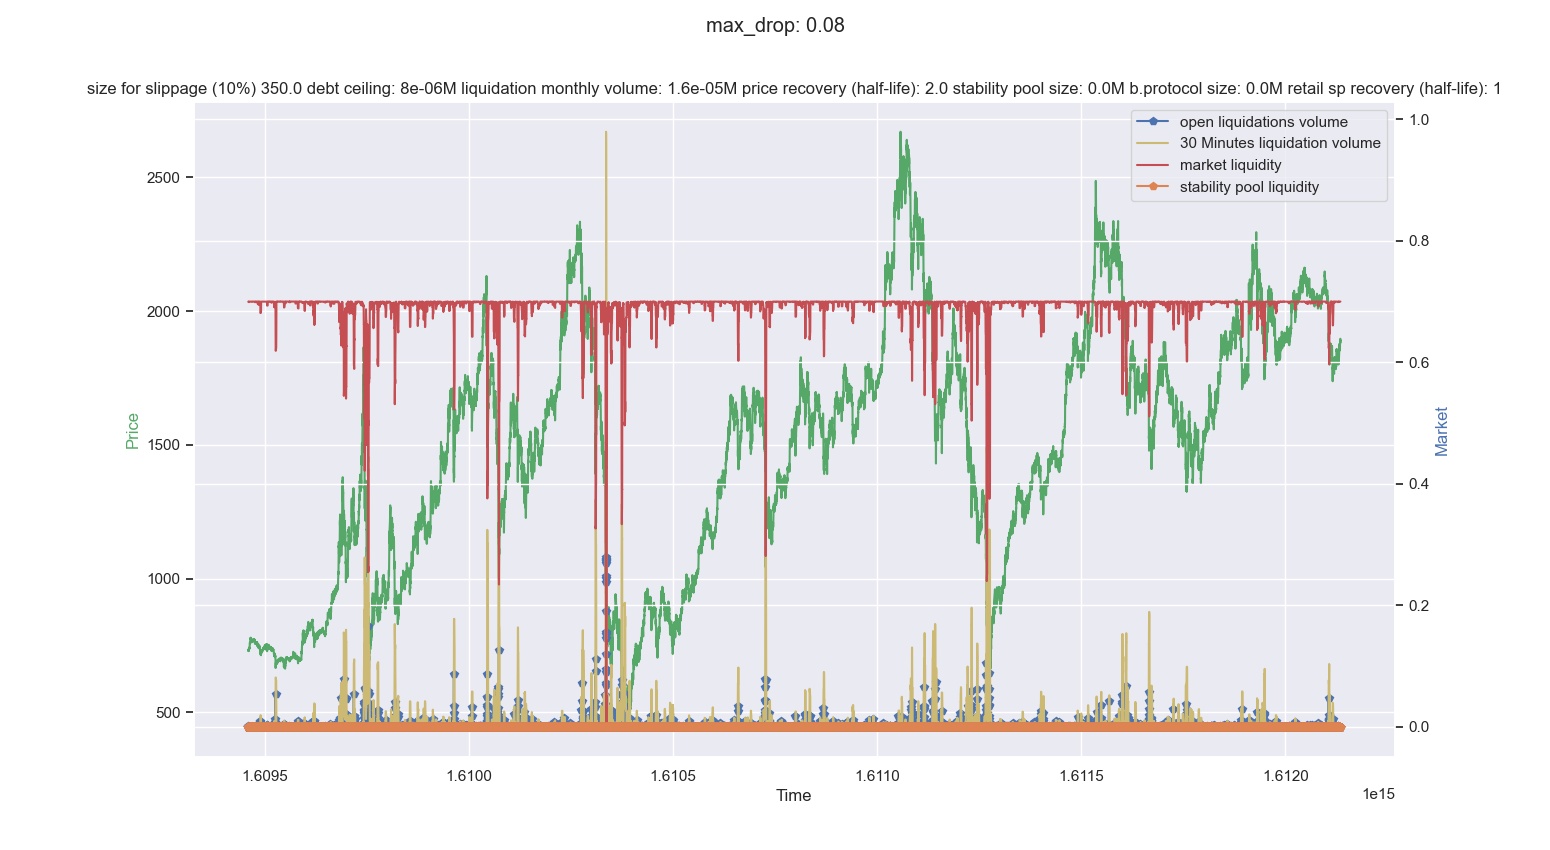 max_drop: 0.08
size for slippage (10%) 350.0 debt ceiling: 8e-06M liquidation monthly volume: 1.6e-05M price recovery (half-life): 2.0 stability pool size: 0.0M b.protocol size: 0.0M retail sp recovery (half-life): 1
open liquidations volume
30 Minutes liquidation volume
market liquidity
stability pool liquidity
2500
2000
1500
1000
500
Price
1.0
0.8
0.6
0.4
0.2
0.0
Market
1.6095
1.6100
1.6105
1.6110
1.6115
1.6120
1e15
Time